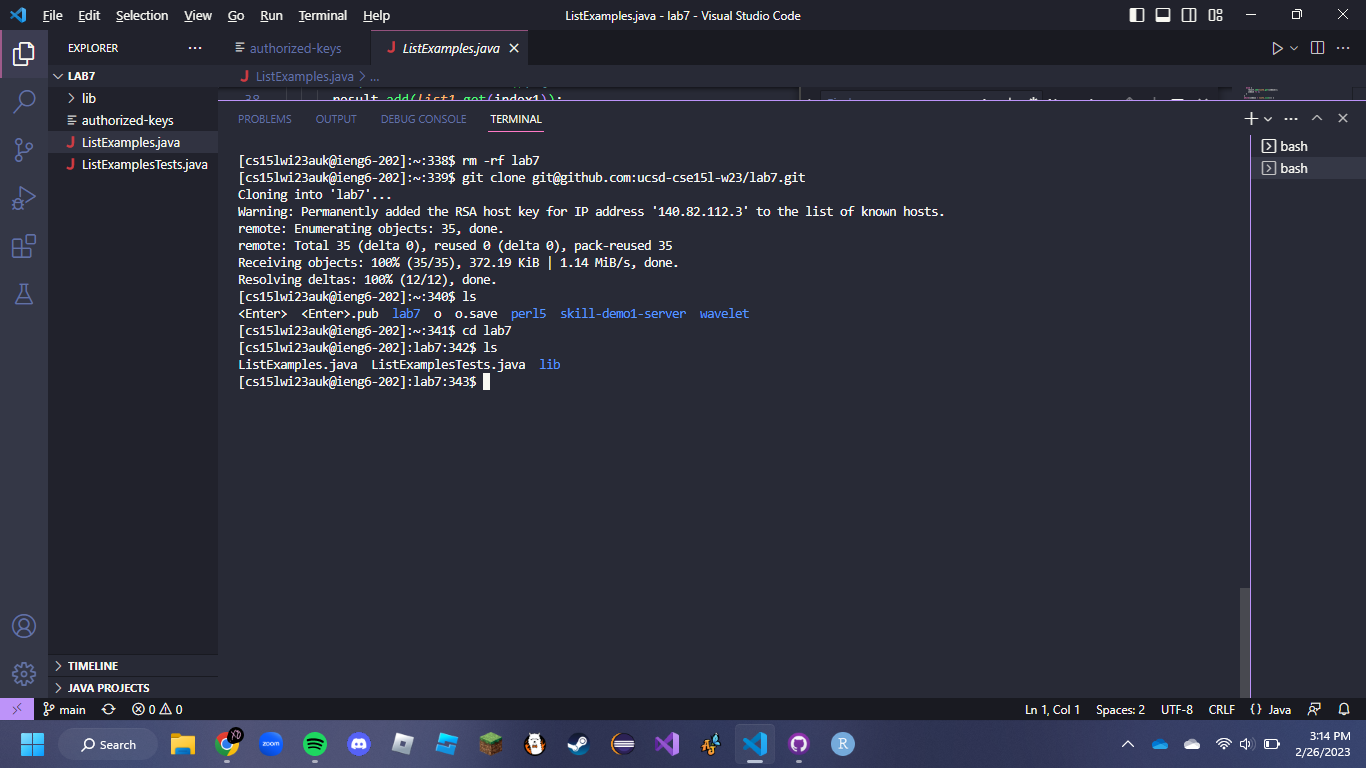 File Edit Selection View Go Run Terminal Help
ListExamples.java - lab7 - Visual Studio Code
EXPLORER
authorized-keys
ListExamples.java
LAB7
lib
authorized-keys
ListExamples.java
ListExamplesTests.java
ListExamples.java > ...
38 result.add(list1.get(index1));
PROBLEMS OUTPUT DEBUG CONSOLE TERMINAL
[cs15lwi23auk@ieng6-202]:~:338$ rm -rf lab7
[cs15lwi23auk@ieng6-202]:~:339$ git clone git@github.com:ucsd-cse15l-w23/lab7.git
Cloning into 'lab7'...
Warning: Permanently added the RSA host key for IP address '140.82.112.3' to the list of known hosts.
remote: Enumerating objects: 35, done.
remote: Total 35 (delta 0), reused 0 (delta 0), pack-reused 35
Receiving objects: 100% (35/35), 372.19 KiB | 1.14 MiB/s, done.
Resolving deltas: 100% (12/12), done.
[cs15lwi23auk@ieng6-202]:~:340$ ls
<Enter>  <Enter>.pub  lab7  o  o.save  perl5  skill-demo1-server  wavelet
[cs15lwi23auk@ieng6-202]:~:341$ cd lab7
[cs15lwi23auk@ieng6-202]:lab7:342$ ls
ListExamples.java  ListExamplesTests.java  lib
[cs15lwi23auk@ieng6-202]:lab7:343$
bash
bash
TIMELINE
JAVA PROJECTS
main
0 0
Ln 1, Col 1
Spaces: 2
UTF-8
CRLF
{} Java
Search
zoom
R
3:14 PM
2/26/2023